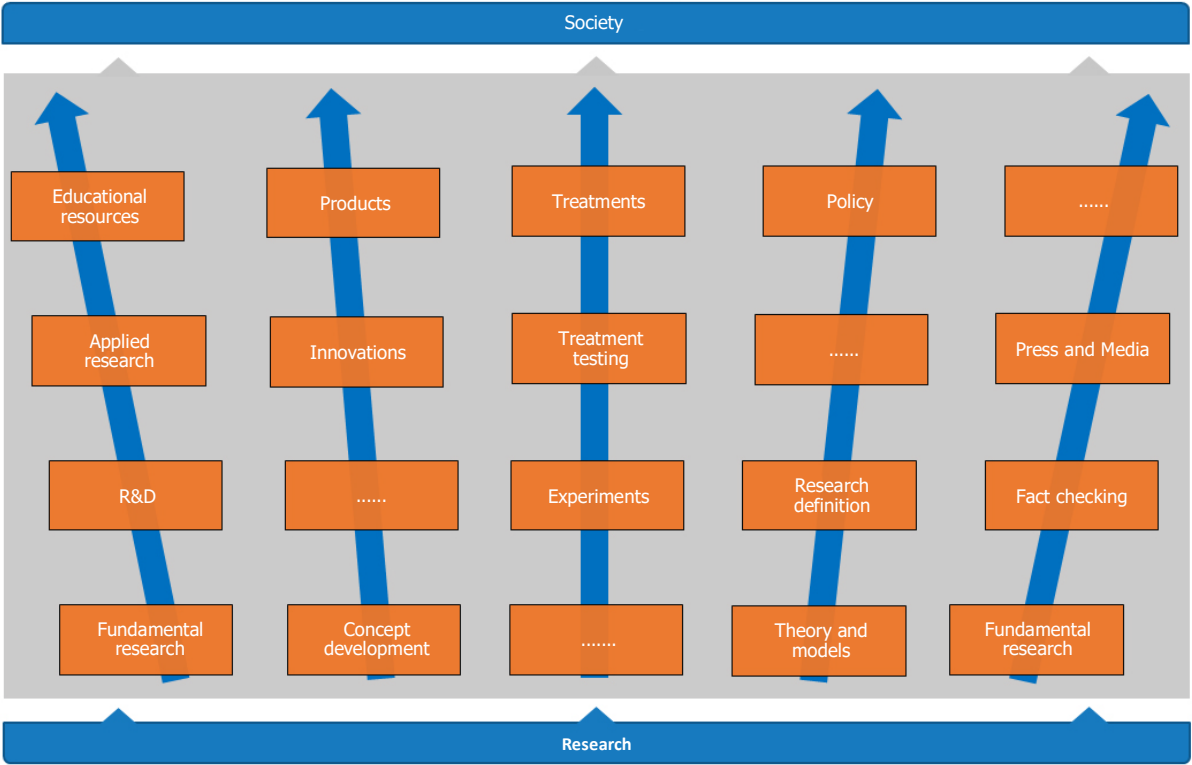 Society
Educational
resources
Products
Treatments
Policy
......
Applied
research
Innovations
Treatment
testing
......
Press and Media
R&D
......
Experiments
Research
definition
Fact checking
Fundamental
research
Concept
development
.......
Theory and
models
Fundamental
research
Research